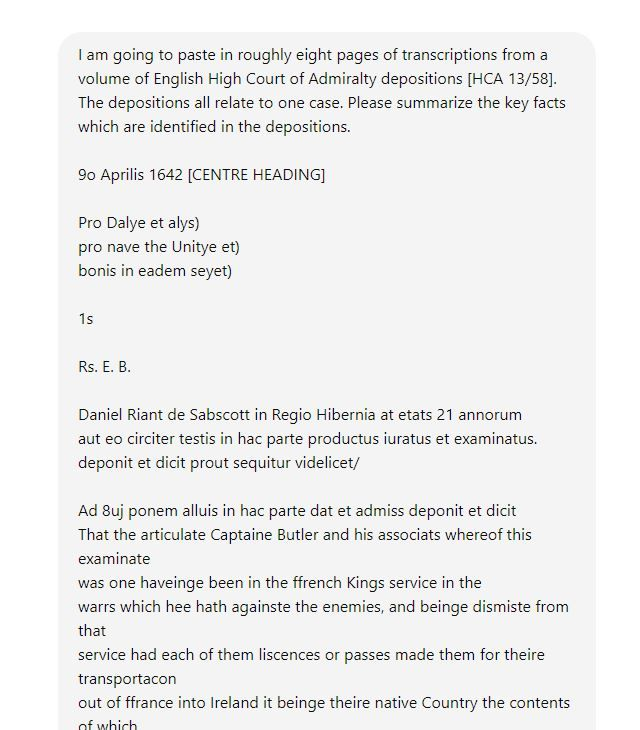 I am going to paste in roughly eight pages of transcriptions from a
volume of English High Court of Admiralty depositions [HCA 13/58].
The depositions all relate to one case. Please summarize the key facts
which are identified in the depositions.
9o Aprilis 1642 [CENTRE HEADING]
Pro Dalye et alys)
pro nave the Unitye et)
bonis in eadem seyet)
1s
Rs. E. B.
Daniel Riant de Sabscott in Regio Hibernia at etats 21 annorum
aut eo circiter testis in hac parte productus iuratus et examinatus.
deponit et dicit prout sequitur videlicet/
Ad 8uj ponem alluis in hac parte dat et admiss deponit et dicit
That the articulate Captaine Butler and his associats whereof this
examinate
was one haveinge been in the ffrench Kings service in the
warrs which hee hath againste the enemies, and beinge dismiste from
that
service had each of them liscences or passes made them for theire
transportacon
out of ffrance into Ireland it beinge theire native Country the contents
of which